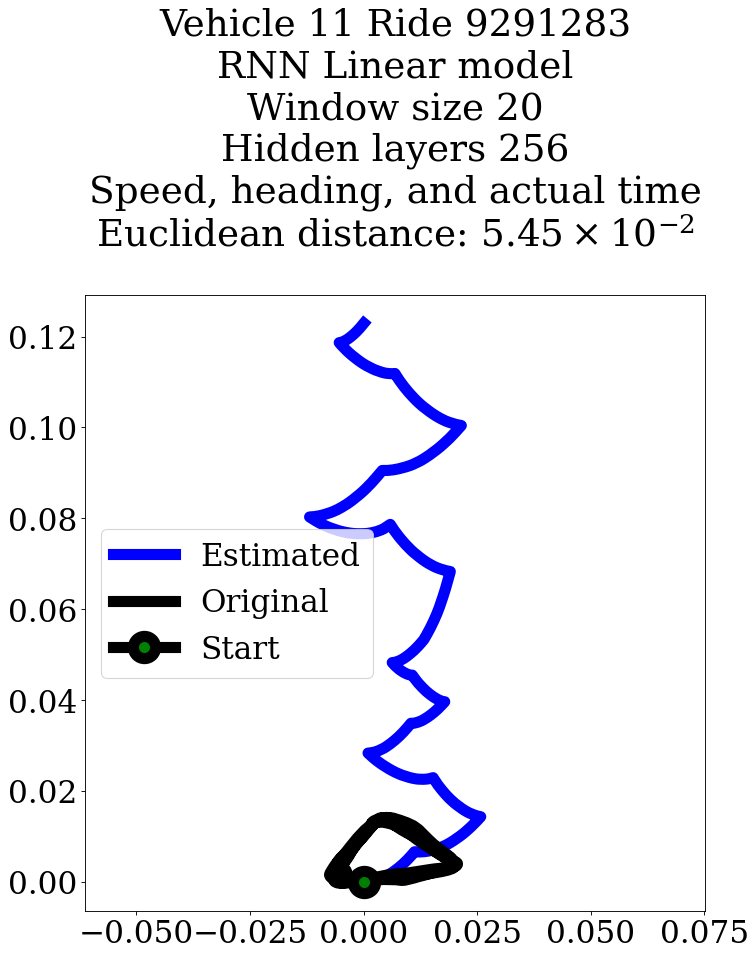 Vehicle 11 Ride 9291283
RNN Linear model
Window size 20
Hidden layers 256
Speed, heading, and actual time
Euclidean distance: 5.45 × 10⁻²
0.12
0.10
0.08
0.06
0.04
0.02
0.00
Estimated
Original
Start
−0.050 −0.025 0.000 0.025 0.050 0.075